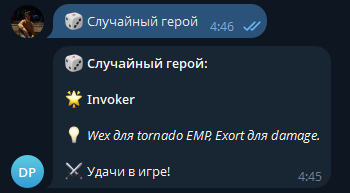 🎲 Случайный герой
4:46
🎲 Случайный герой:
🌟 Invoker
💡 Wex для tornado EMP, Exort для damage.
DP
⚔️ Удачи в игре!
4:45